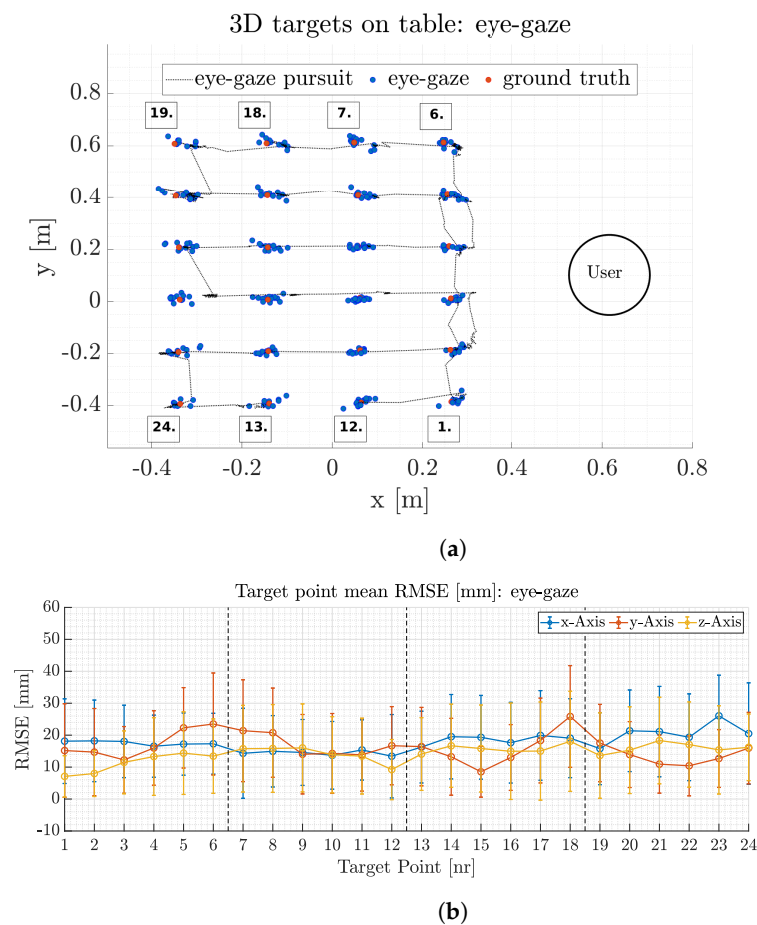 3D targets on table: eye-gaze
eye-gaze pursuit eye-gaze ground truth
19. 18. 7. 6.
0.8
0.6
0.4
0.2
0
-0.2
-0.4
y [m]
User
24. 13. 12. 1.
-0.4 -0.2 0 0.2 0.4 0.6 0.8
x [m]
(a)
Target point mean RMSE [mm]: eye-gaze
x-Axis y-Axis z-Axis
60
50
40
30
20
10
0
-10
RMSE [mm]
1 2 3 4 5 6 7 8 9 10 11 12 13 14 15 16 17 18 19 20 21 22 23 24
Target Point [nr]
(b)